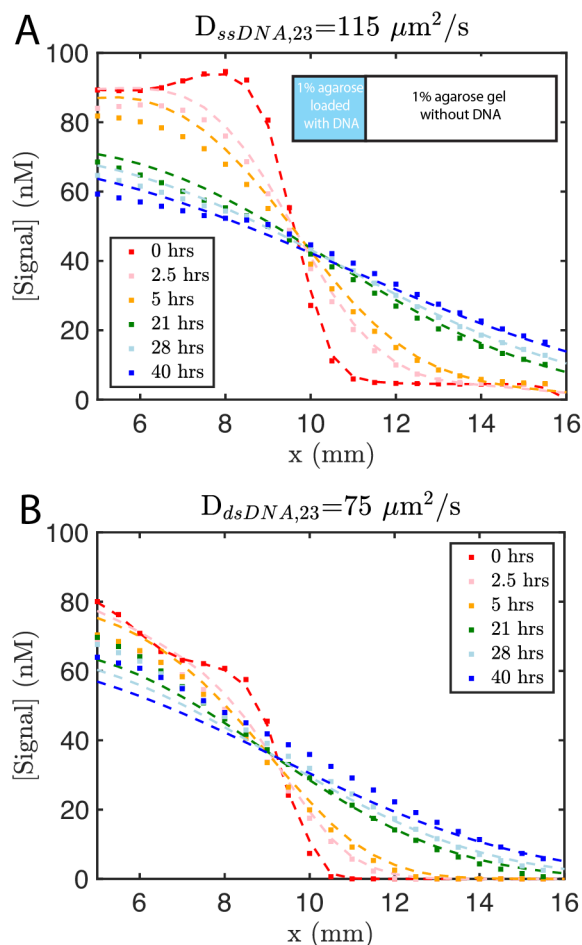 A
D_ssDNA,23=115 μm²/s
100
80
60
40
20
0
[Signal] (nM)
1% agarose
loaded
with DNA
1% agarose gel
without DNA
0 hrs
2.5 hrs
5 hrs
21 hrs
28 hrs
40 hrs
6 8 10 12 14 16
x (mm)
B
D_dsDNA,23=75 μm²/s
100
80
60
40
20
0
[Signal] (nM)
0 hrs
2.5 hrs
5 hrs
21 hrs
28 hrs
40 hrs
6 8 10 12 14 16
x (mm)